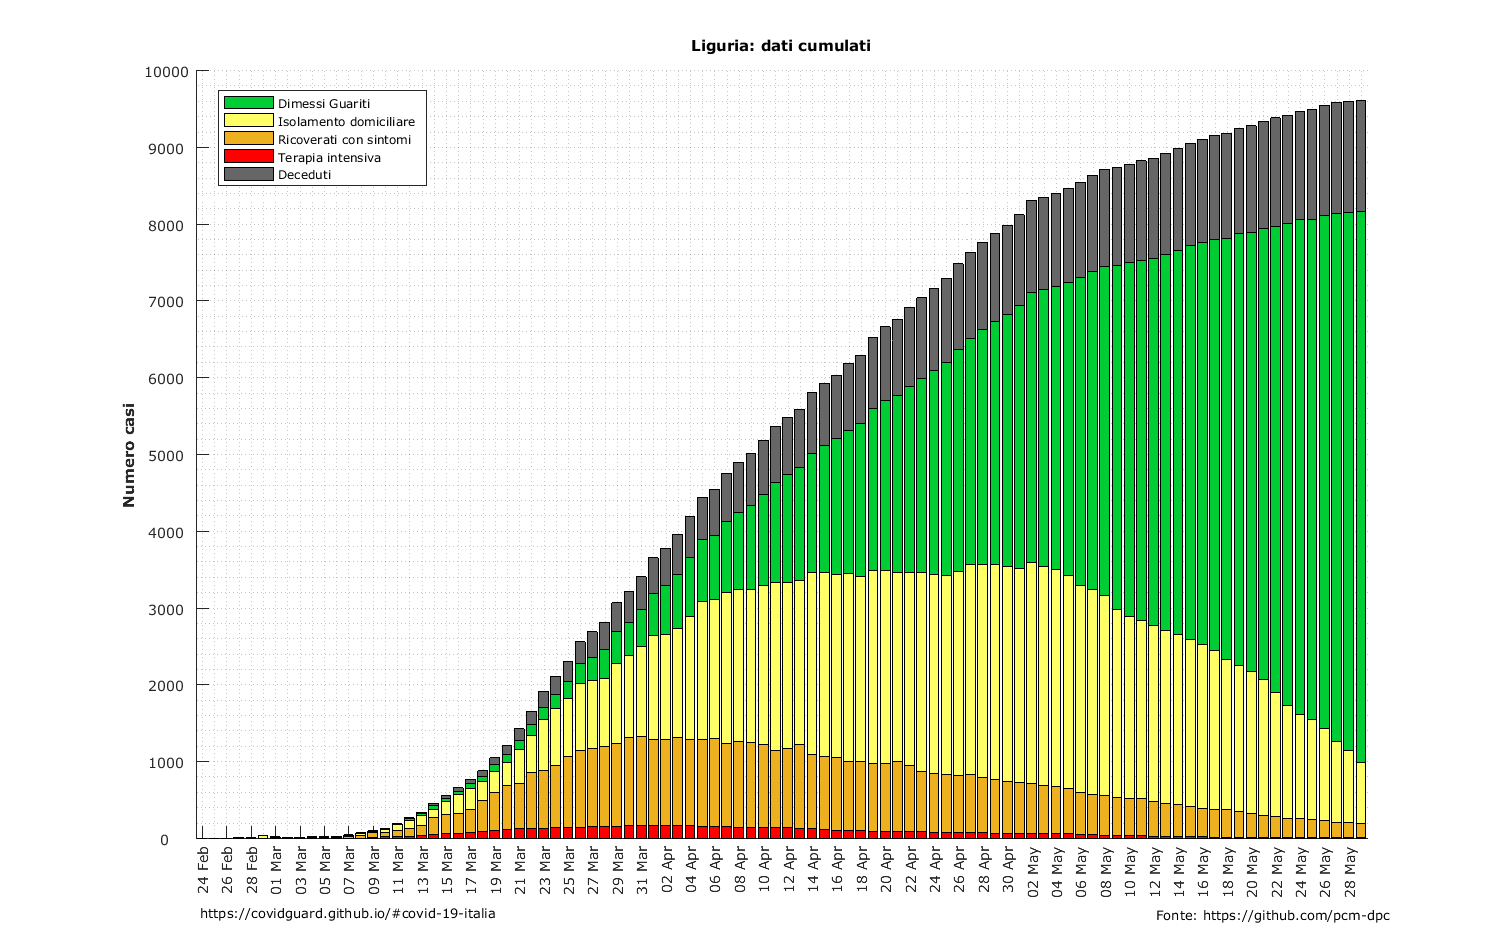 Liguria: dati cumulati
10000
9000
8000
7000
6000
5000
4000
3000
2000
1000
0
Numero casi
Dimessi Guariti
Isolamento domiciliare
Ricoverati con sintomi
Terapia intensiva
Deceduti
24 Feb
26 Feb
28 Feb
01 Mar
03 Mar
05 Mar
07 Mar
09 Mar
11 Mar
13 Mar
15 Mar
17 Mar
19 Mar
21 Mar
23 Mar
25 Mar
27 Mar
29 Mar
31 Mar
02 Apr
04 Apr
06 Apr
08 Apr
10 Apr
12 Apr
14 Apr
16 Apr
18 Apr
20 Apr
22 Apr
24 Apr
26 Apr
28 Apr
30 Apr
02 May
04 May
06 May
08 May
10 May
12 May
14 May
16 May
18 May
20 May
22 May
24 May
26 May
28 May
https://covidguard.github.io/#covid-19-italia
Fonte: https://github.com/pcm-dpc